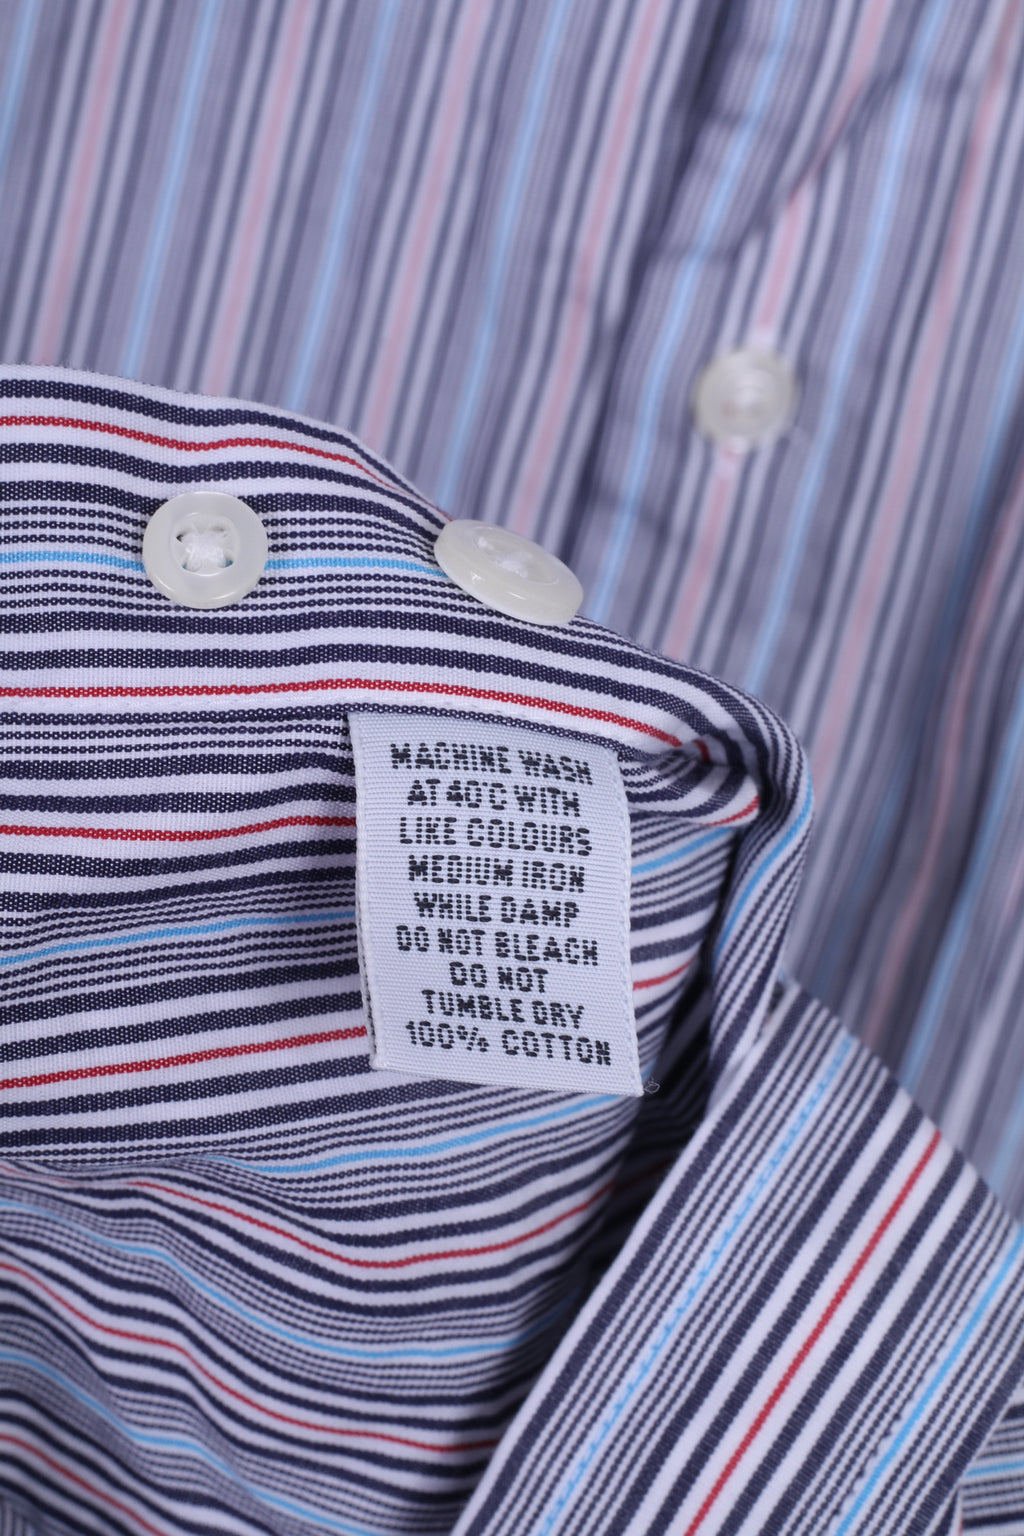 MACHINE WASH
AT 40°C WITH
LIKE COLOURS
MEDIUM IRON
WHILE DAMP
DO NOT BLEACH
DO NOT
TUMBLE DRY
100% COTTON